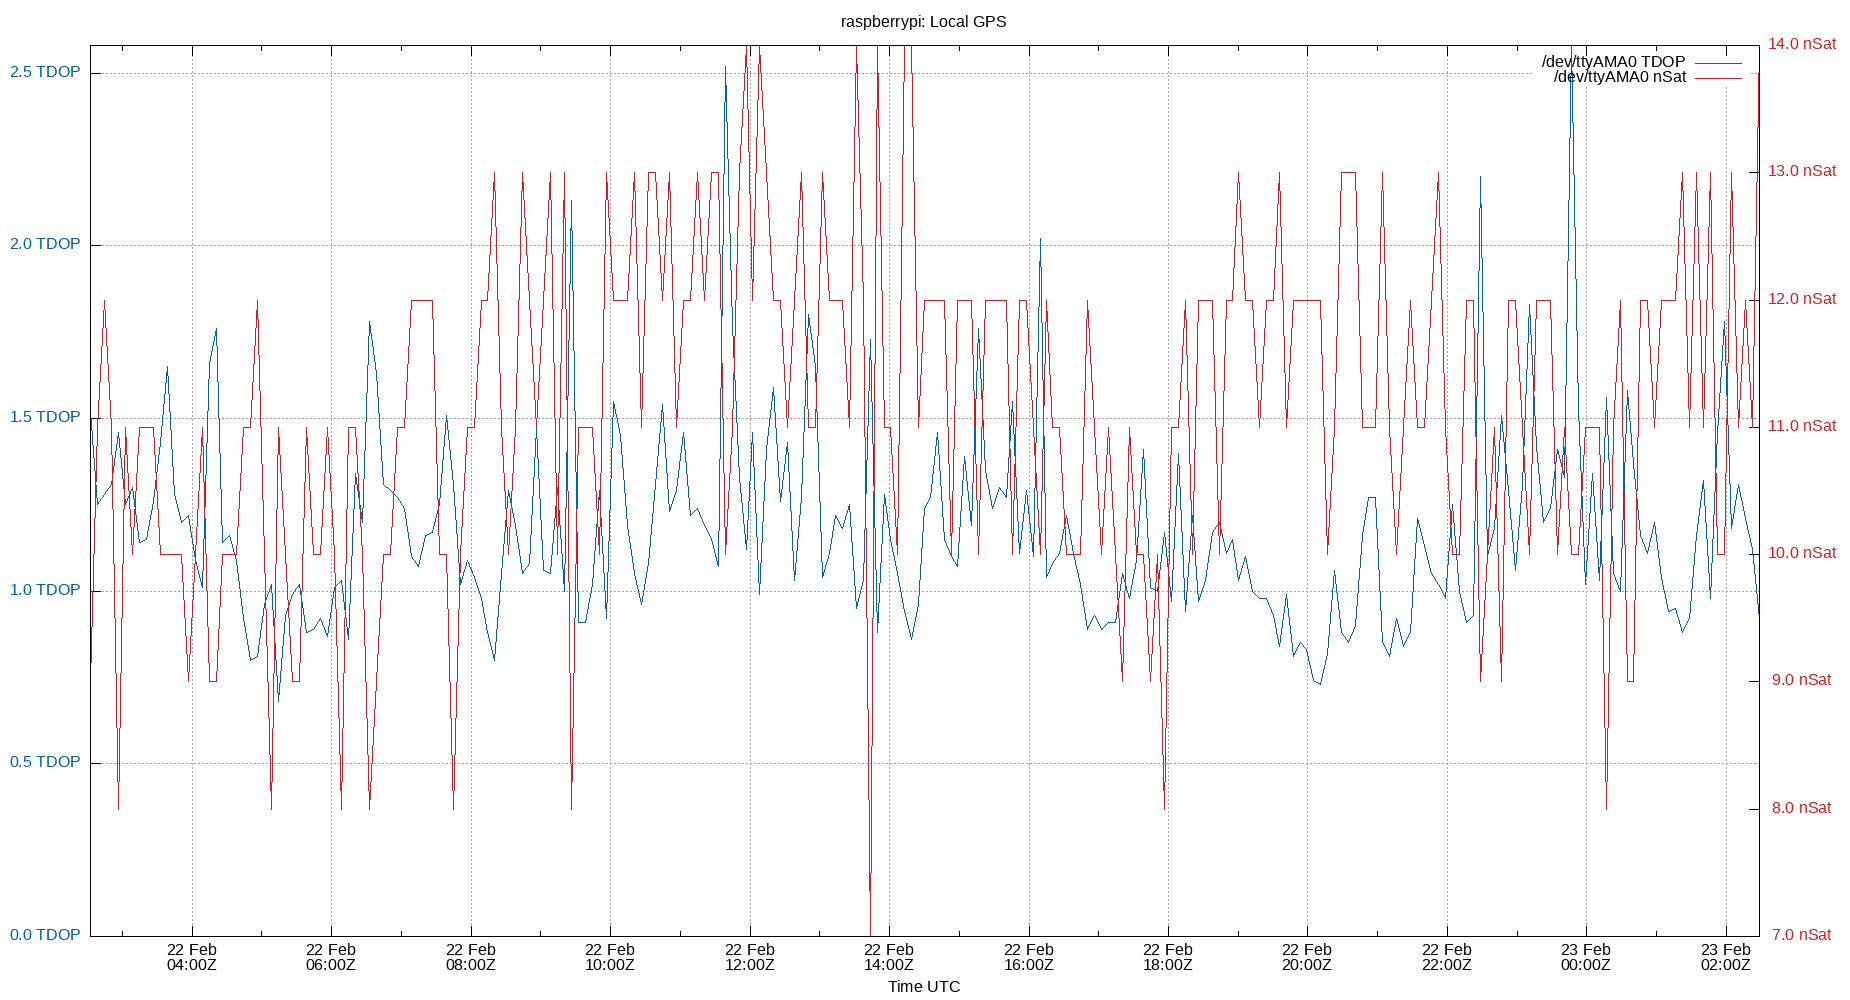 raspberrypi: Local GPS
14.0 nSat
/dev/ttyAMA0 TDOP
/dev/ttyAMA0 nSat
2.5 TDOP
13.0 nSat
2.0 TDOP
12.0 nSat
1.5 TDOP
11.0 nSat
10.0 nSat
1.0 TDOP
9.0 nSat
0.5 TDOP
8.0 nSat
0.0 TDOP
7.0 nSat
22 Feb 22 Feb 22 Feb 22 Feb 22 Feb 22 Feb 22 Feb 22 Feb 22 Feb 22 Feb 23 Feb 23 Feb
04:00Z 06:00Z 08:00Z 10:00Z 12:00Z 14:00Z 16:00Z 18:00Z 20:00Z 22:00Z 00:00Z 02:00Z
Time UTC